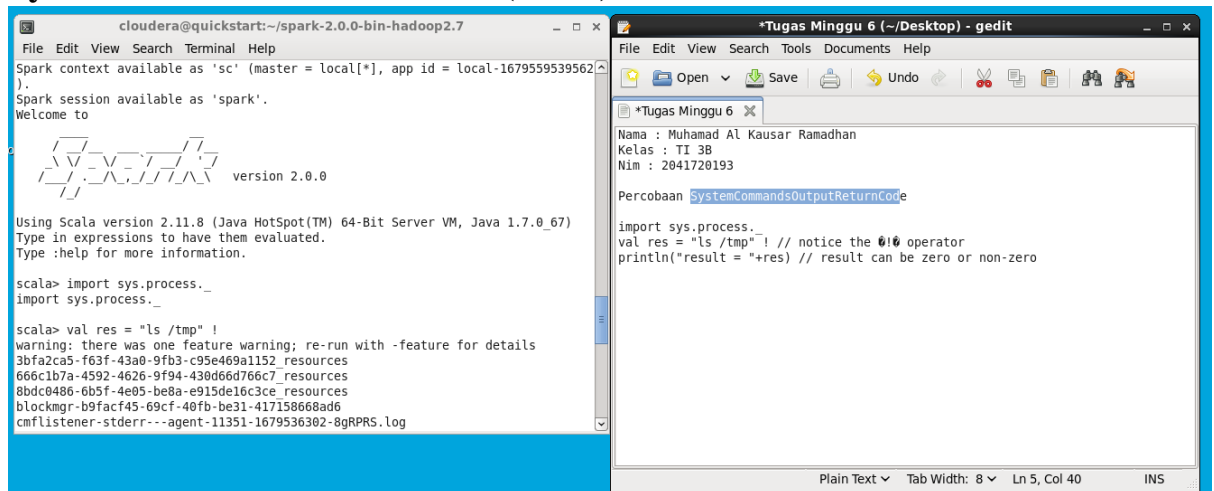 cloudera@quickstart:~/spark-2.0.0-bin-hadoop2.7
File Edit View Search Terminal Help
Spark context available as 'sc' (master = local[*], app id = local-1679559539562
).
Spark session available as 'spark'.
Welcome to
version 2.0.0
Using Scala version 2.11.8 (Java HotSpot(TM) 64-Bit Server VM, Java 1.7.0_67)
Type in expressions to have them evaluated.
Type :help for more information.
scala> import sys.process._
import sys.process._
scala> val res = "ls /tmp" !
warning: there was one feature warning; re-run with -feature for details
3bfa2ca5-f63f-43a0-9fb3-c95e469a1152_resources
666c1b7a-4592-4626-9f94-430d66d766c7_resources
8bdc0486-6b5f-4e05-be8a-e915de16c3ce_resources
blockmgr-b9facf45-69cf-40fb-be31-417158668ad6
cmflistener-stderr---agent-11351-1679536302-8gRPRS.log
*Tugas Minggu 6 (~/Desktop) - gedit
File Edit View Search Tools Documents Help
Open Save Undo
*Tugas Minggu 6
Nama : Muhamad Al Kausar Ramadhan
Kelas : TI 3B
Nim : 2041720193
Percobaan SystemCommandsOutputReturnCode
import sys.process._
val res = "ls /tmp" ! // notice the �!� operator
println("result = "+res) // result can be zero or non-zero
Plain Text Tab Width: 8 Ln 5, Col 40 INS